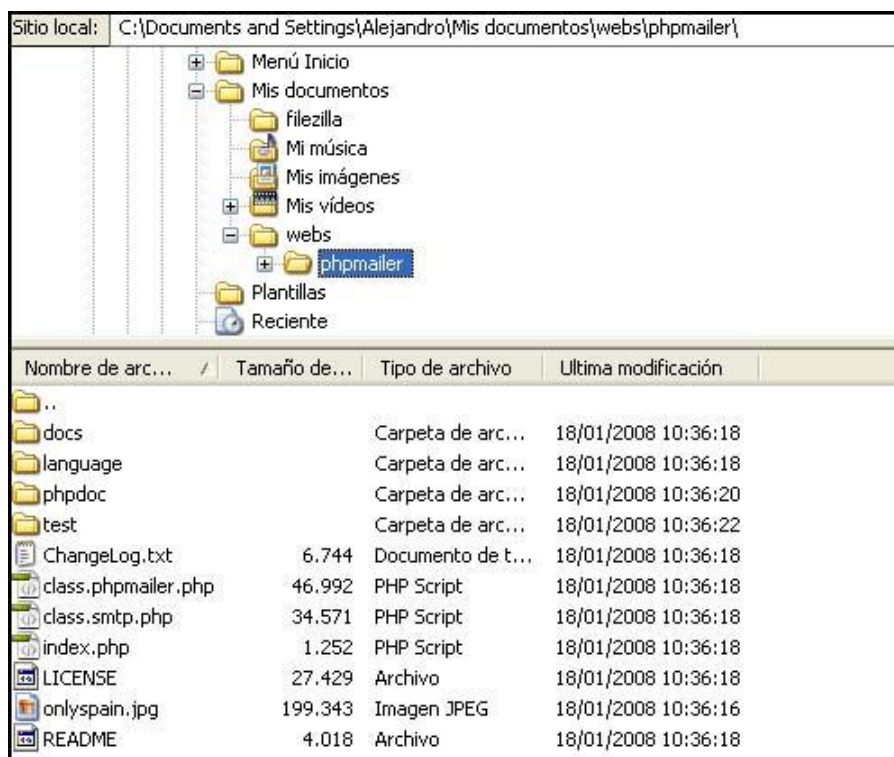 Sitio local: C:\Documents and Settings\Alejandro\Mis documentos\webs\phpmailer\
Menú Inicio
Mis documentos
filezilla
Mi música
Mis imágenes
Mis vídeos
webs
phpmailer
Plantillas
Reciente
Nombre de arc... Tamaño de... Tipo de archivo Ultima modificación
..
docs Carpeta de arc... 18/01/2008 10:36:18
language Carpeta de arc... 18/01/2008 10:36:18
phpdoc Carpeta de arc... 18/01/2008 10:36:20
test Carpeta de arc... 18/01/2008 10:36:22
ChangeLog.txt 6.744 Documento de t... 18/01/2008 10:36:18
class.phpmailer.php 46.992 PHP Script 18/01/2008 10:36:18
class.smtp.php 34.571 PHP Script 18/01/2008 10:36:18
index.php 1.252 PHP Script 18/01/2008 10:36:18
LICENSE 27.429 Archivo 18/01/2008 10:36:18
onlyspain.jpg 199.343 Imagen JPEG 18/01/2008 10:36:16
README 4.018 Archivo 18/01/2008 10:36:18